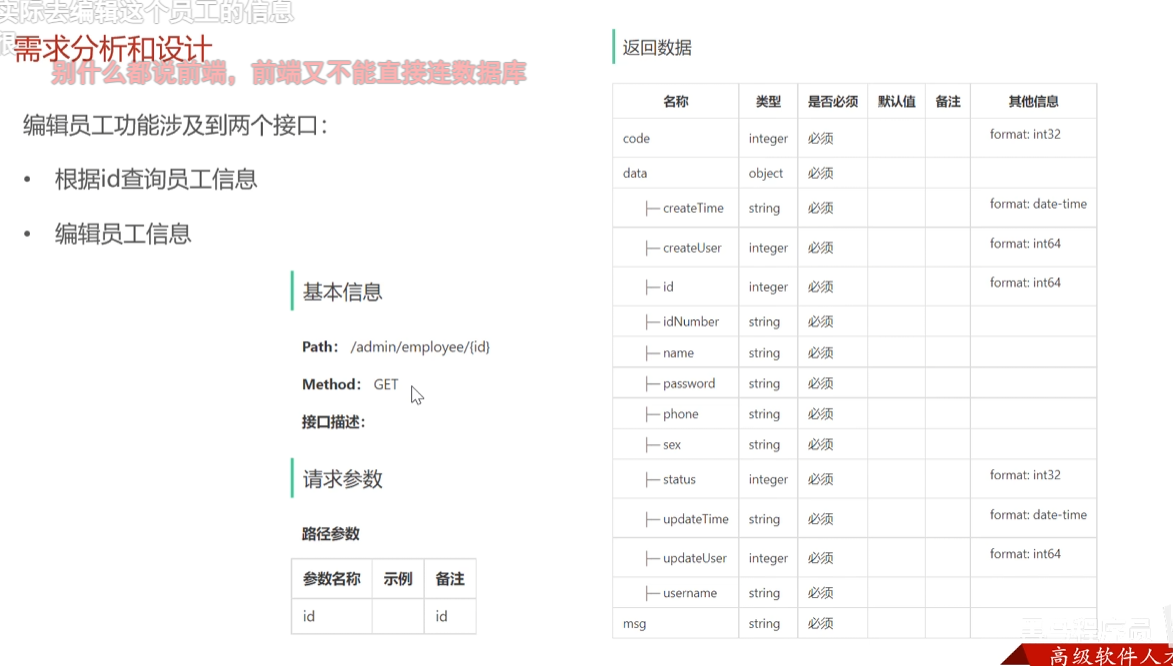 实际去编辑这个员工的信息
需求分析和设计
别什么都说前端，前端又不能直接连数据库
编辑员工功能涉及到两个接口：
• 根据id查询员工信息
• 编辑员工信息
基本信息
Path： /admin/employee/{id}
Method： GET
接口描述：
请求参数
路径参数
参数名称 示例 备注
id id
返回数据
名称 类型 是否必须 默认值 备注 其他信息
code integer 必须 format: int32
data object 必须
├─ createTime string 必须 format: date-time
├─ createUser integer 必须 format: int64
├─ id integer 必须 format: int64
├─ idNumber string 必须
├─ name string 必须
├─ password string 必须
├─ phone string 必须
├─ sex string 必须
├─ status integer 必须 format: int32
├─ updateTime string 必须 format: date-time
├─ updateUser integer 必须 format: int64
├─ username string 必须
msg string 必须
高级软件人才